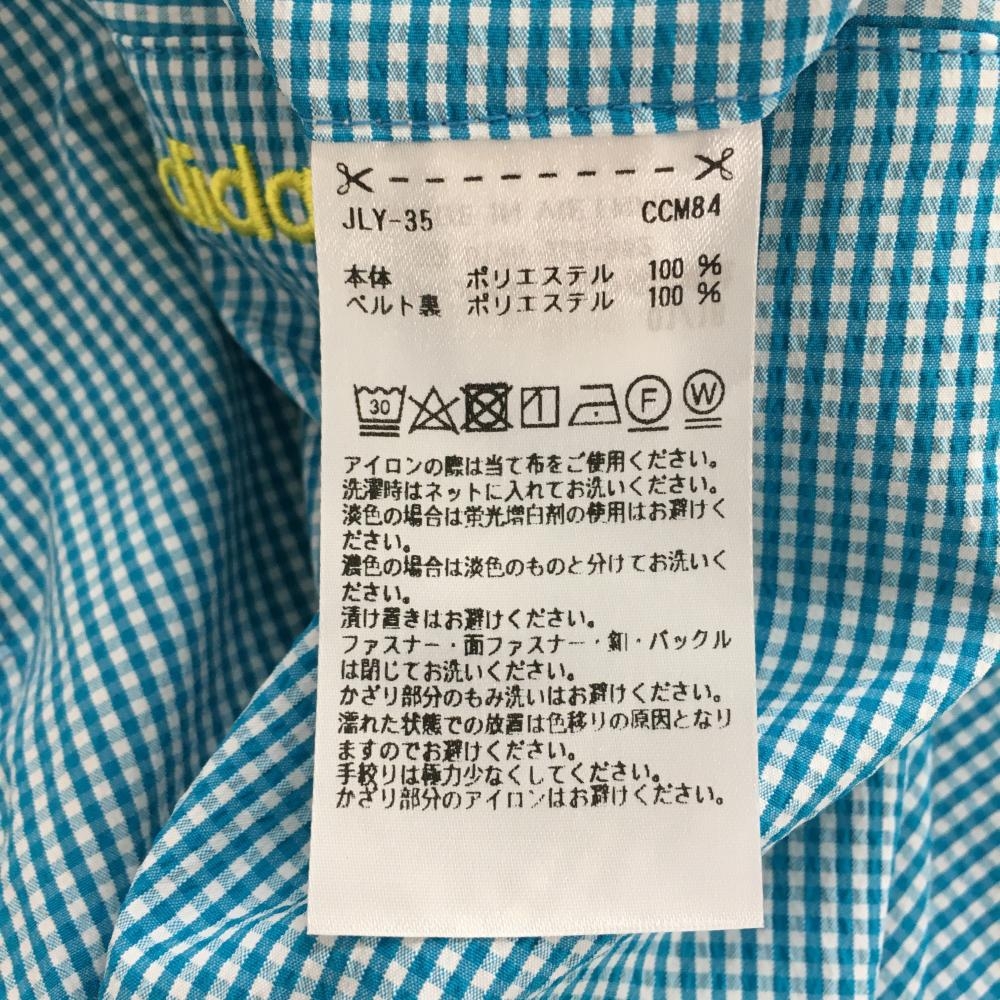 JLY-35 CCM84
本体 ポリエステル 100 %
ベルト裏 ポリエステル 100 %
30 F W
アイロンの際は当て布をご使用ください。
洗濯時はネットに入れてお洗いください。
淡色の場合は蛍光増白剤の使用はお避けく
ださい。
濃色の場合は淡色のものと分けてお洗いく
ださい。
漬け置きはお避けください。
ファスナー・面ファスナー・釦・バックル
は閉じてお洗いください。
かざり部分のもみ洗いはお避けください。
濡れた状態での放置は色移りの原因となり
ますのでお避けください。
手絞りは極力少なくしてください。
かざり部分のアイロンはお避けください。